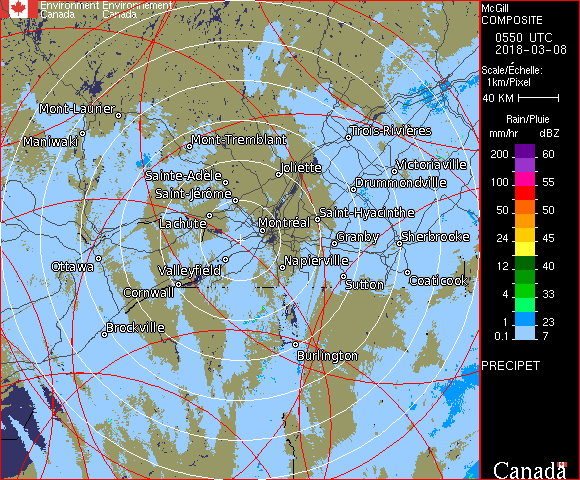 Environment Environnement
Canada Canada
McGill
COMPOSITE
0550 UTC
2018-03-08
Scale/Échelle:
1km/Pixel
40 KM
Rain/Pluie
mm/hr dBZ
200 60
100 55
50 50
24 45
12 40
4 33
1 23
0.1 7
PRECIPET
Canada
Mont-Laurier
Maniwaki
Mont-Tremblant
Trois-Rivières
Joliette
Victoriaville
Sainte-Adèle
Drummondville
Saint-Jérôme
Lachute
Saint-Hyacinthe
Montréal
Granby
Sherbrooke
Ottawa
Valleyfield
Napierville
Cornwall
Sutton
Coaticook
Brockville
Burlington